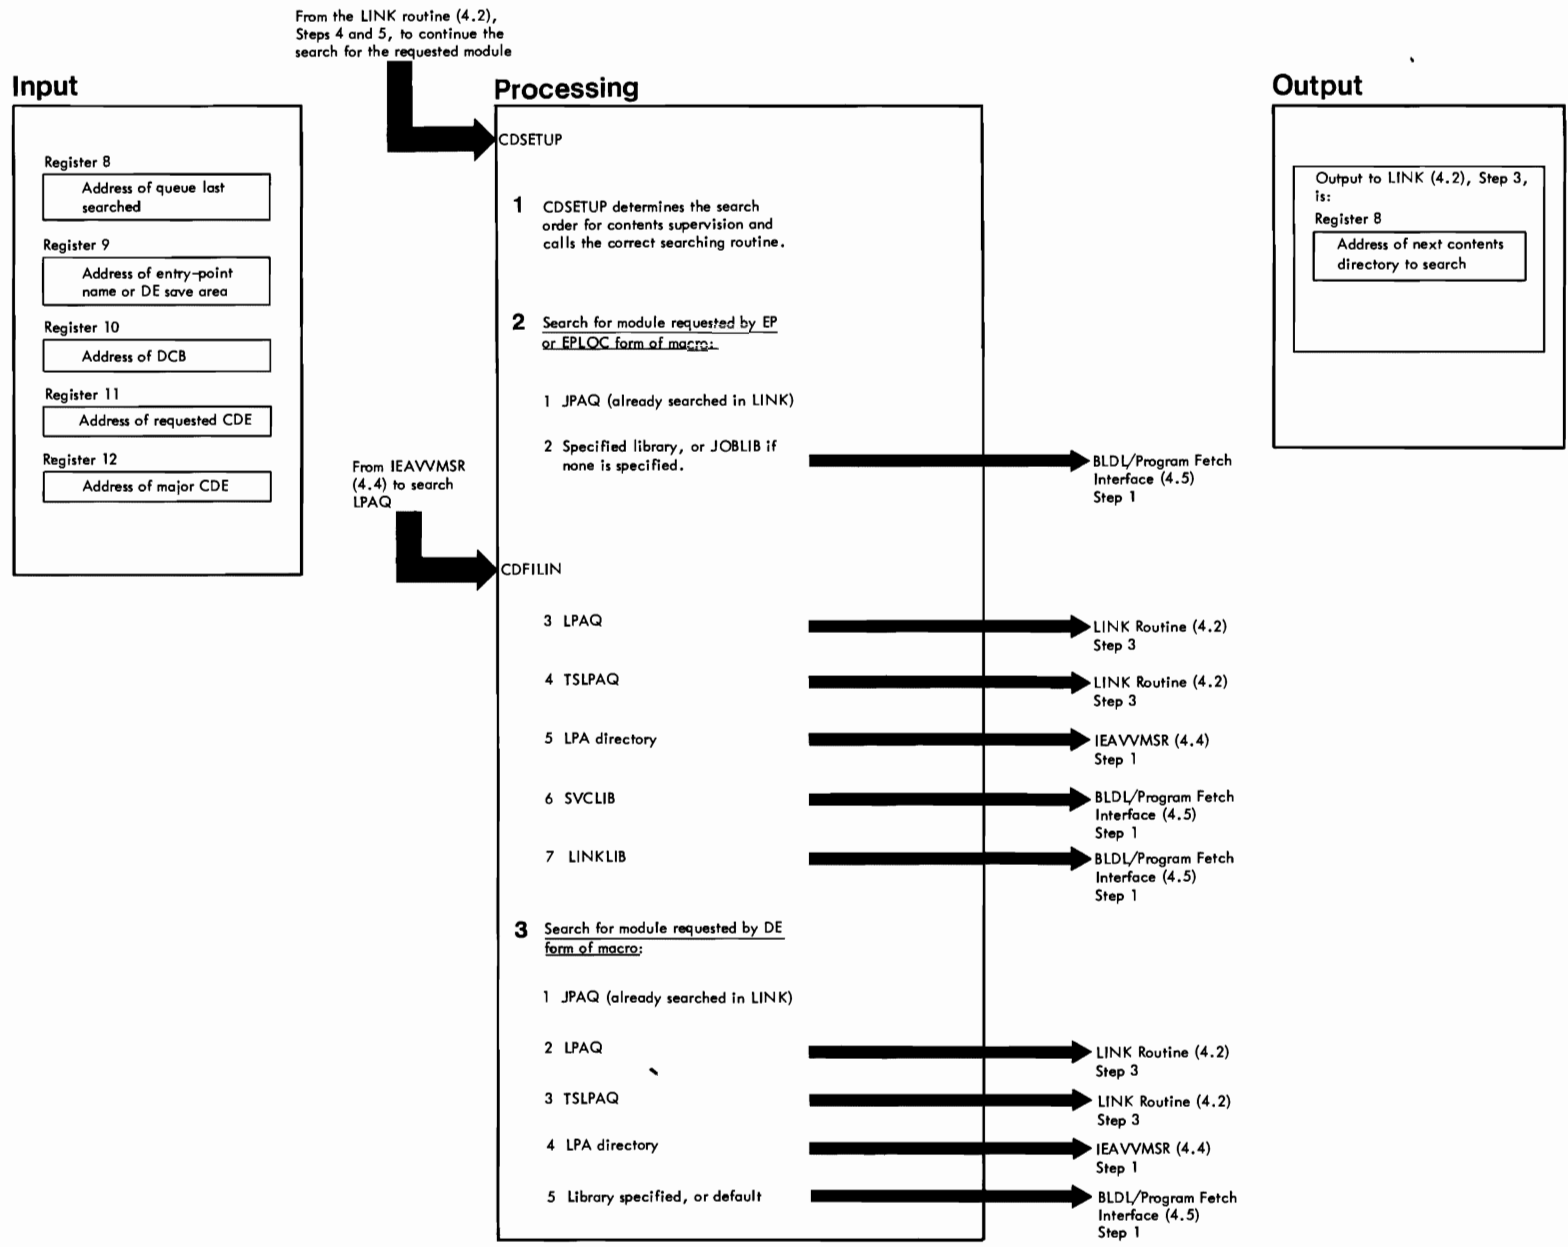 From the LINK routine (4.2),
Steps 4 and 5, to continue the
search for the requested module
Input
Register 8
Address of queue last
searched
Register 9
Address of entry-point
name or DE save area
Register 10
Address of DCB
Register 11
Address of requested CDE
Register 12
Address of major CDE
From IEAVVMSR
(4.4) to search
LPAQ
Processing
CDSETUP
1 CDSETUP determines the search
order for contents supervision and
calls the correct searching routine.
2 Search for module requested by EP
or EPLOC form of macro:
1 JPAQ (already searched in LINK)
2 Specified library, or JOBLIB if
none is specified.
BLDL/Program Fetch
Interface (4.5)
Step 1
CDFILIN
3 LPAQ
LINK Routine (4.2)
Step 3
4 TSLPAQ
LINK Routine (4.2)
Step 3
5 LPA directory
IEAVVMSR (4.4)
Step 1
6 SVCLIB
BLDL/Program Fetch
Interface (4.5)
Step 1
7 LINKLIB
BLDL/Program Fetch
Interface (4.5)
Step 1
3 Search for module requested by DE
form of macro:
1 JPAQ (already searched in LINK)
2 LPAQ
LINK Routine (4.2)
Step 3
3 TSLPAQ
LINK Routine (4.2)
Step 3
4 LPA directory
IEAVVMSR (4.4)
Step 1
5 Library specified, or default
BLDL/Program Fetch
Interface (4.5)
Step 1
Output
Output to LINK (4.2), Step 3,
is:
Register 8
Address of next contents
directory to search